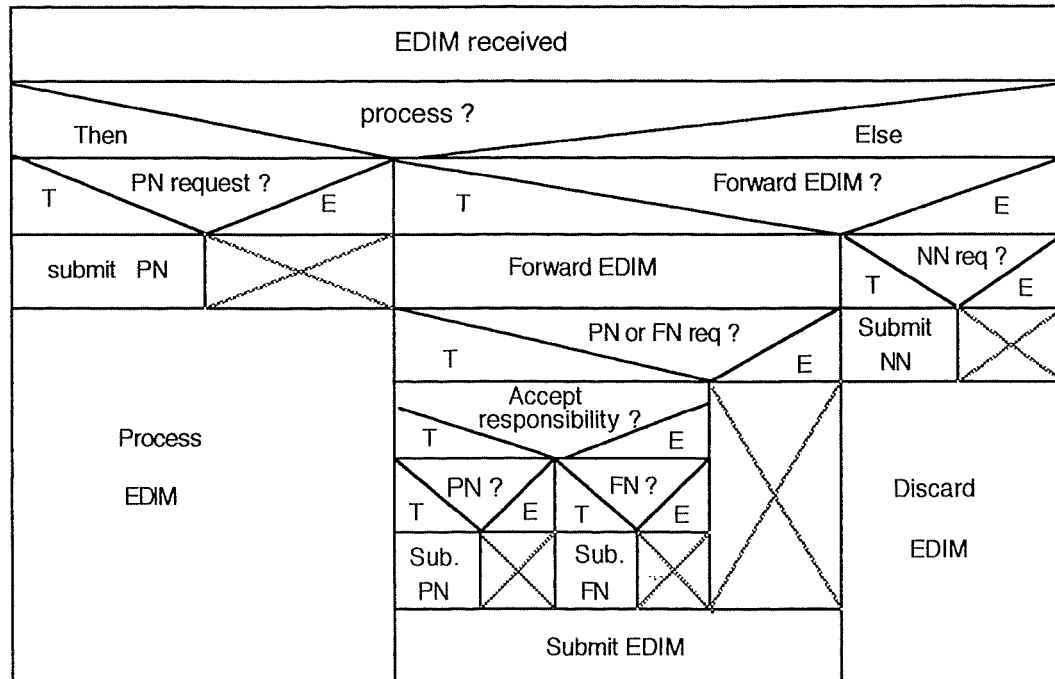 EDIM received
process ?
Then
Else
PN request ?
Forward EDIM ?
T
E
T
E
submit PN
Forward EDIM
NN req ?
T
E
PN or FN req ?
Submit
NN
T
E
Accept
responsibility ?
T
E
Process
EDIM
PN ?
FN ?
T
E
T
E
Discard
EDIM
Sub.
PN
Sub.
FN
Submit EDIM